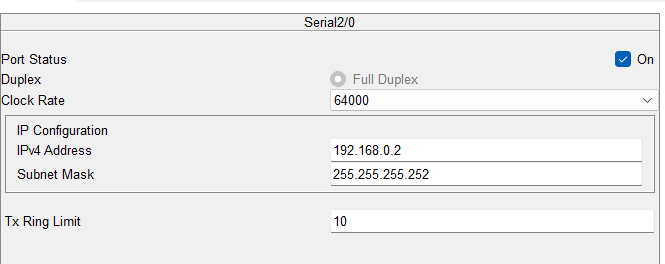 Serial2/0
Port Status On
Duplex Full Duplex
Clock Rate 64000
IP Configuration
IPv4 Address 192.168.0.2
Subnet Mask 255.255.255.252
Tx Ring Limit 10